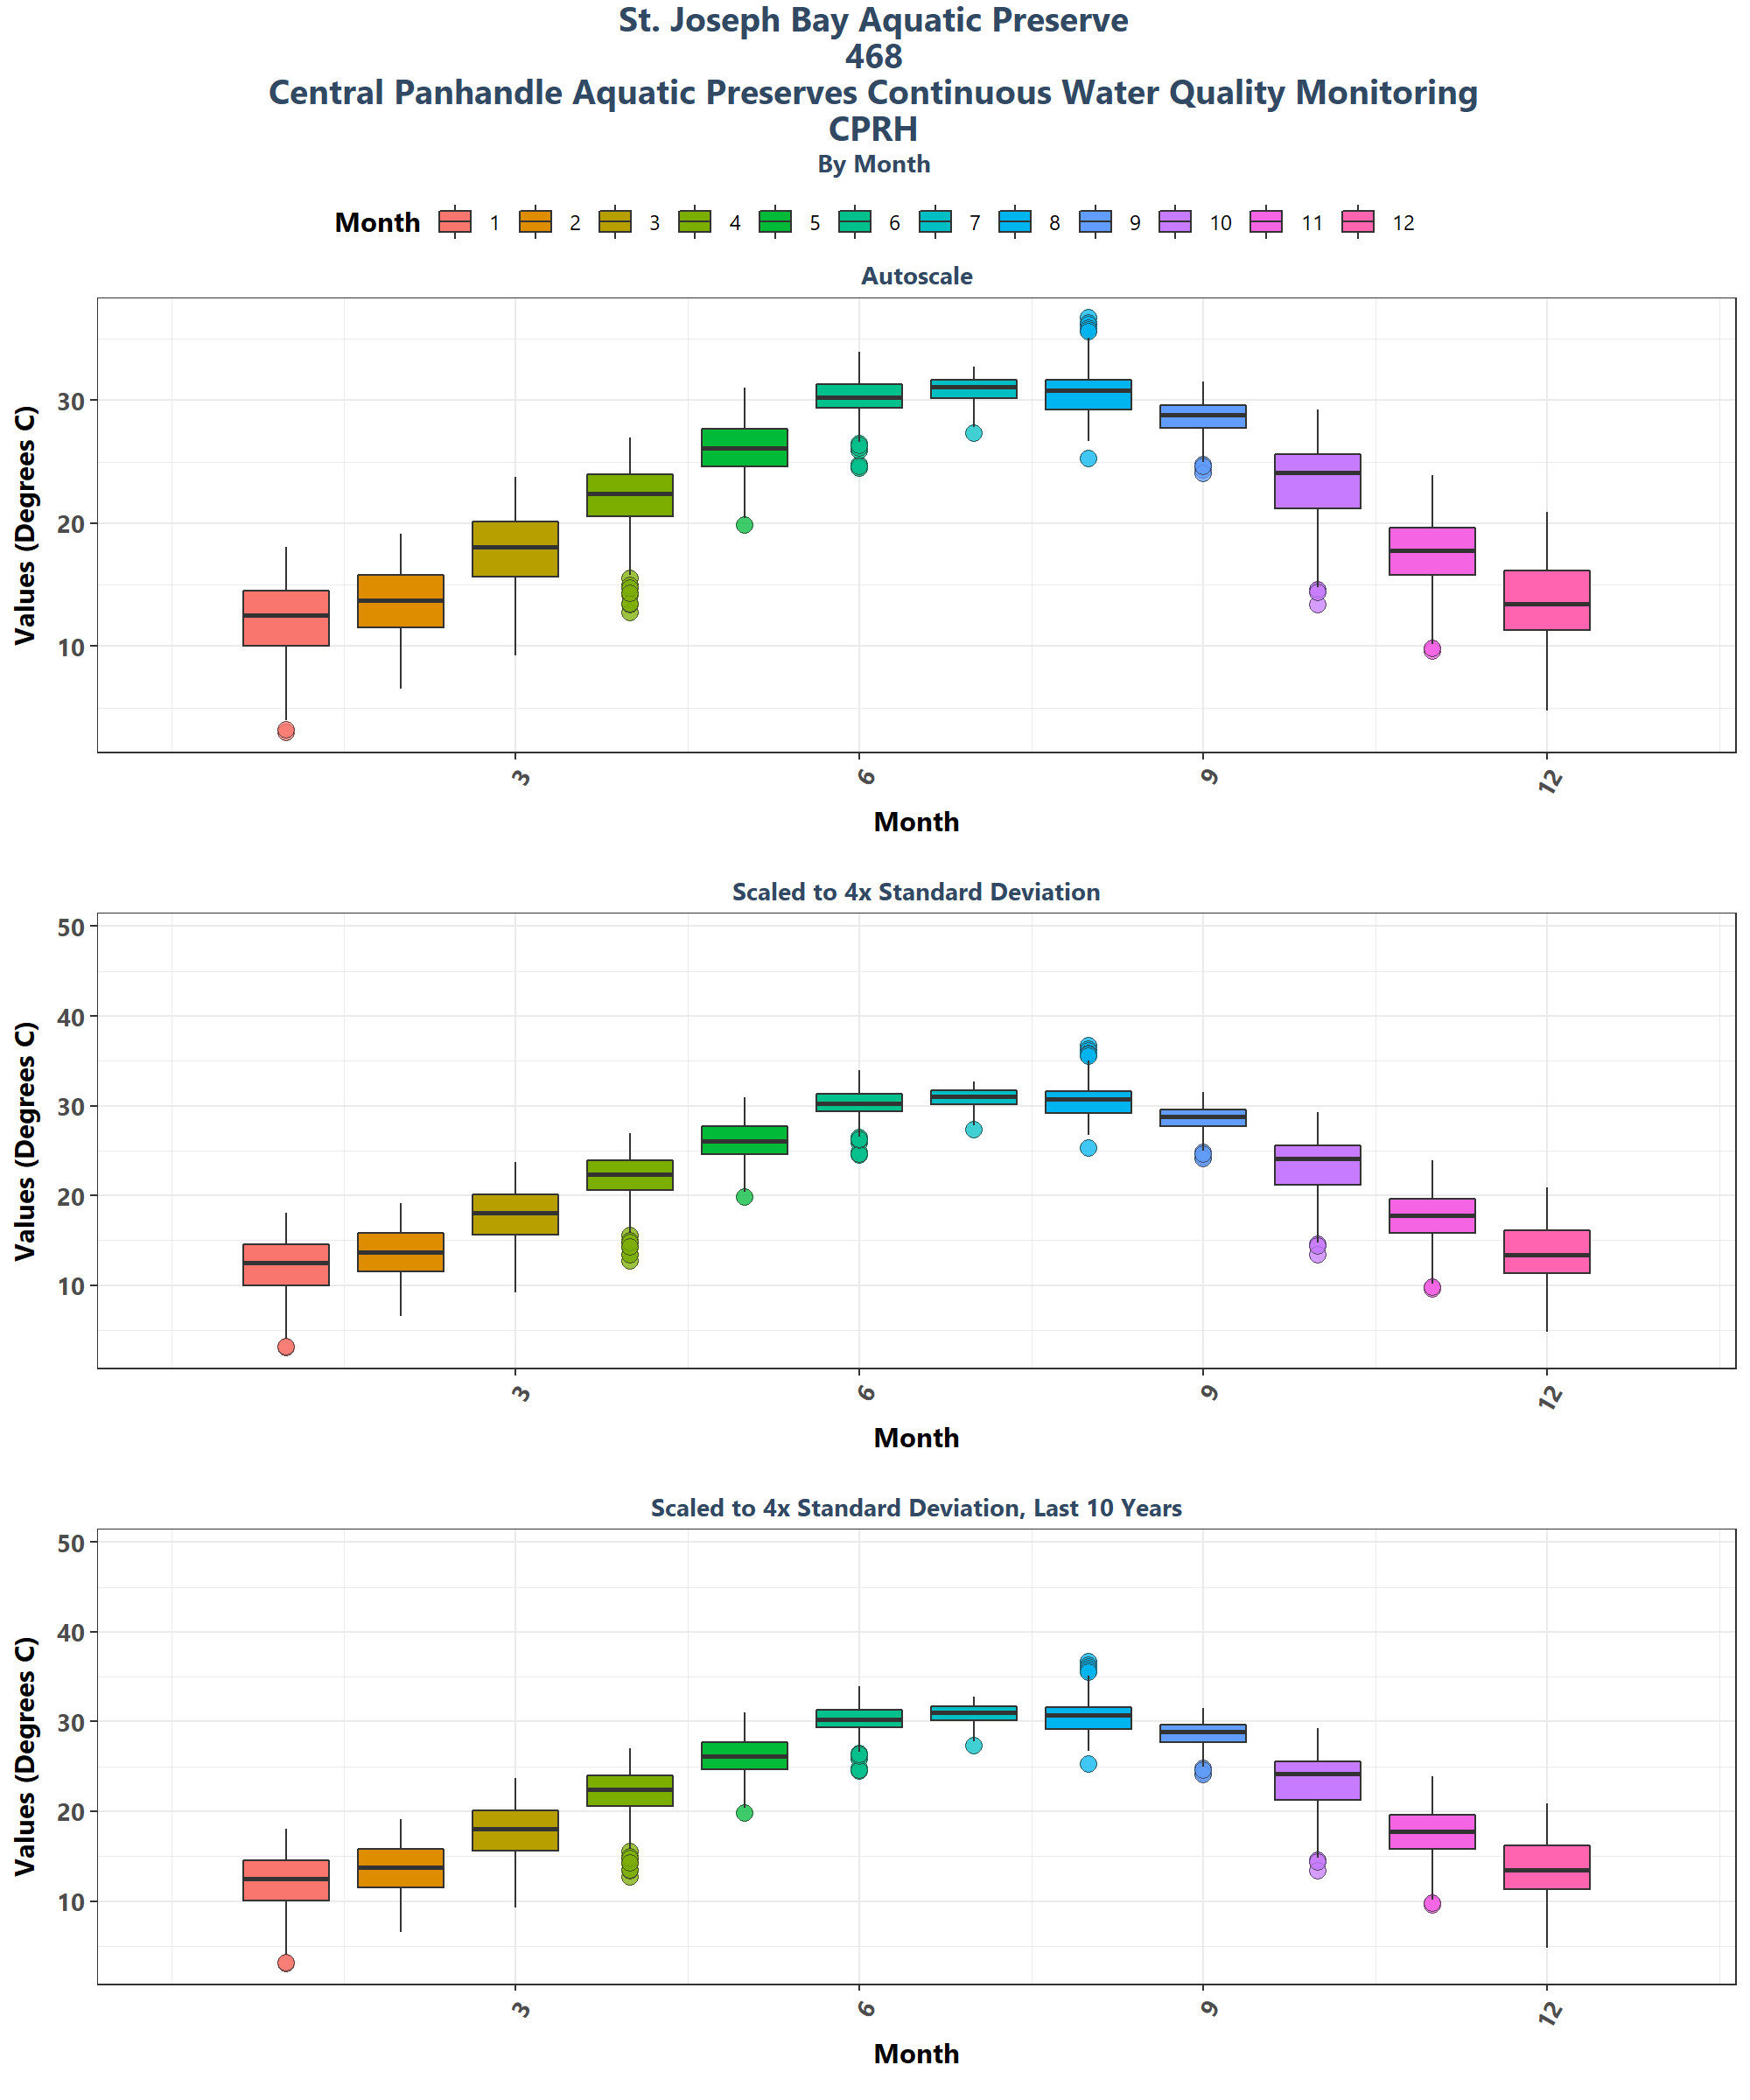 St. Joseph Bay Aquatic Preserve
468
Central Panhandle Aquatic Preserves Continuous Water Quality Monitoring
CPRH
By Month
Month 1 2 3 4 5 6 7 8 9 10 11 12
Autoscale
Values (Degrees C)
30
20
10
3 6 9 12
Month
Scaled to 4x Standard Deviation
Values (Degrees C)
50
40
30
20
10
3 6 9 12
Month
Scaled to 4x Standard Deviation, Last 10 Years
Values (Degrees C)
50
40
30
20
10
3 6 9 12
Month